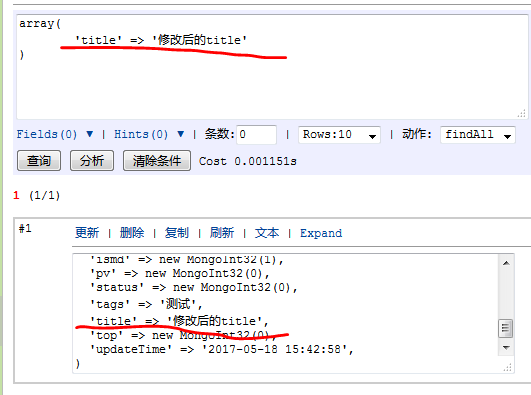 array(
'title' => '修改后的title'
)
Fields(0) ▼ | Hints(0) ▼ | 条数: 0 | Rows:10 | 动作: findAll
查询 分析 清除条件 Cost 0.001151s
1 (1/1)
#1 更新 | 删除 | 复制 | 刷新 | 文本 | Expand
'ismd' => new MongoInt32(1),
'pv' => new MongoInt32(0),
'status' => new MongoInt32(0),
'tags' => '测试',
'title' => '修改后的title',
'top' => new MongoInt32(0),
'updateTime' => '2017-05-18 15:42:58',
)